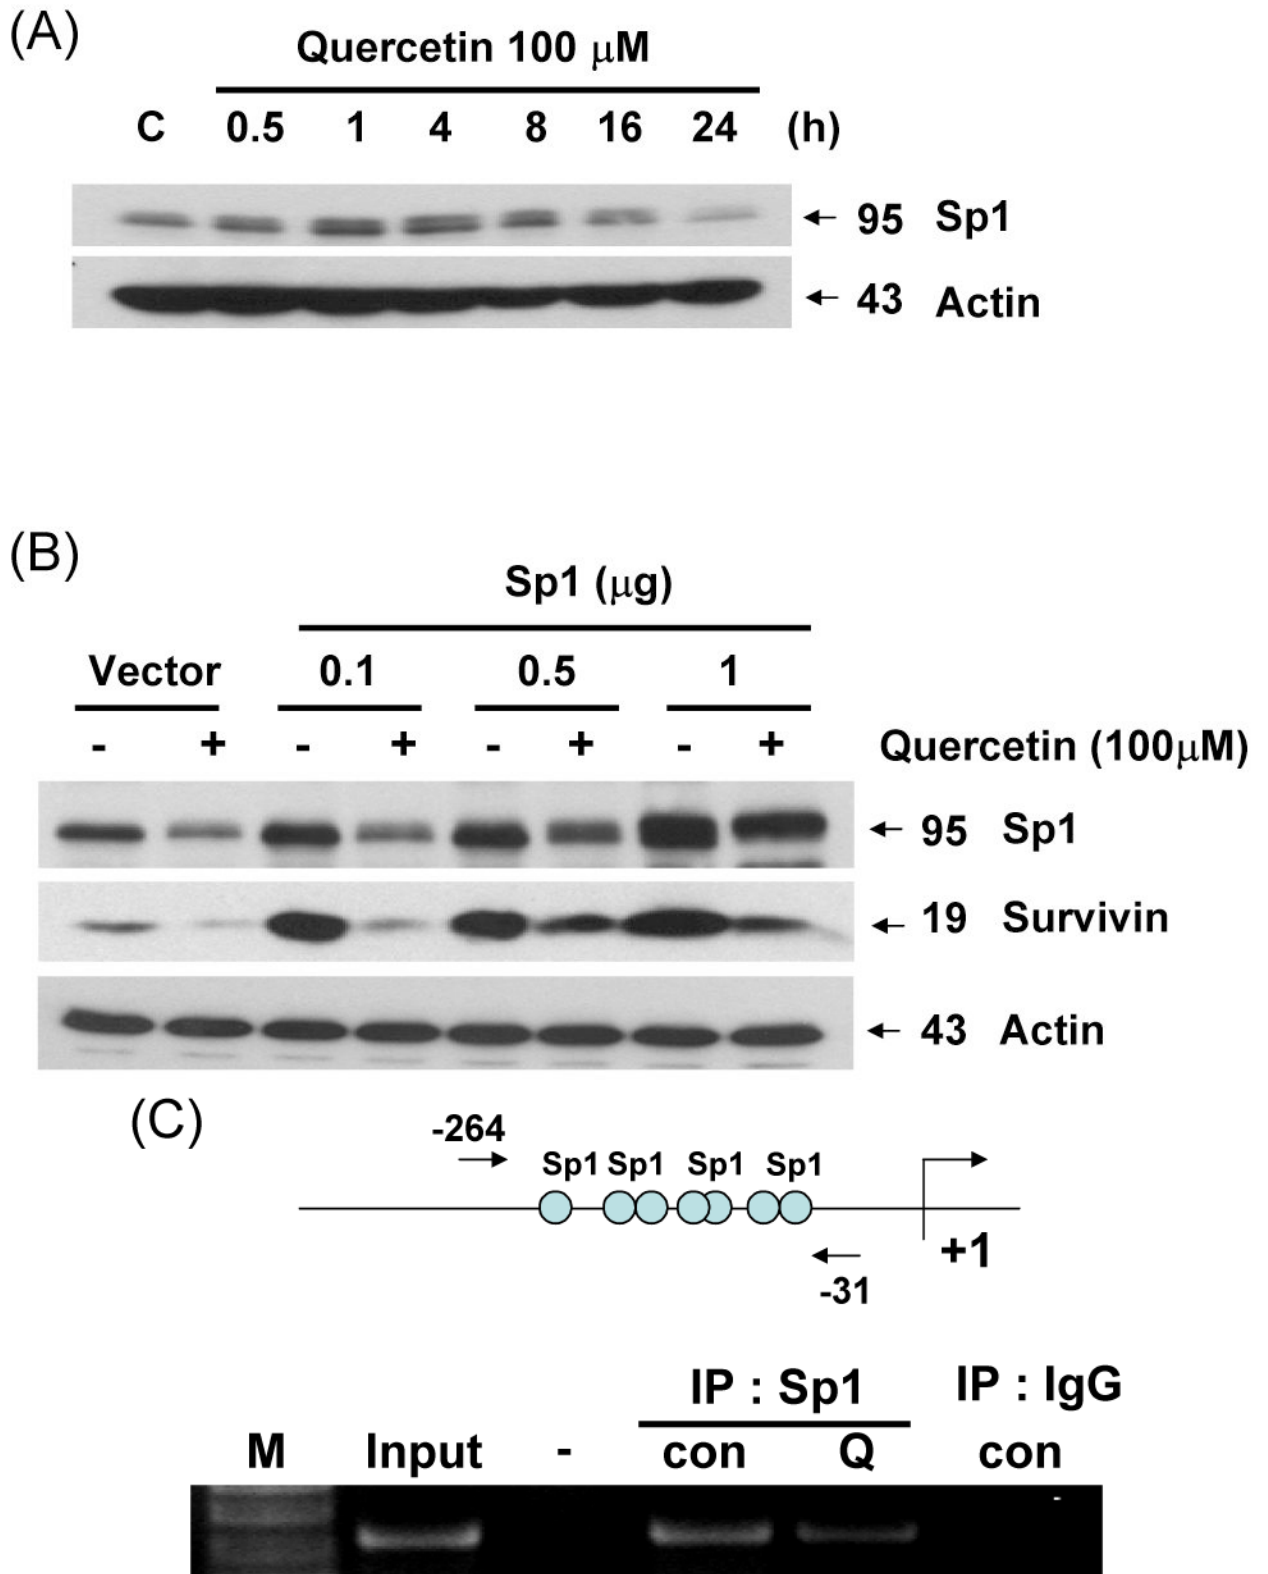 (A)
Quercetin 100 μM
C 0.5 1 4 8 16 24 (h)
← 95 Sp1
← 43 Actin
(B)
Sp1 (μg)
Vector 0.1 0.5 1
- + - + - + - + Quercetin (100μM)
← 95 Sp1
← 19 Survivin
← 43 Actin
(C)
-264
Sp1 Sp1 Sp1 Sp1
+1
-31
IP : Sp1 IP : IgG
M Input - con Q con